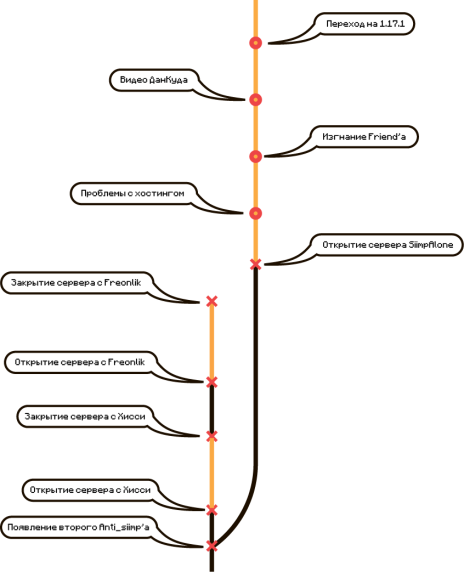 Переход на 1.17.1
Видео ДанКуда
Изгнание Friend'а
Проблемы с хостингом
Открытие сервера SiimpAlone
Закрытие сервера с Freonlik
Открытие сервера с Freonlik
Закрытие сервера с Хисси
Открытие сервера с Хисси
Появление второго Anti_siimp'а